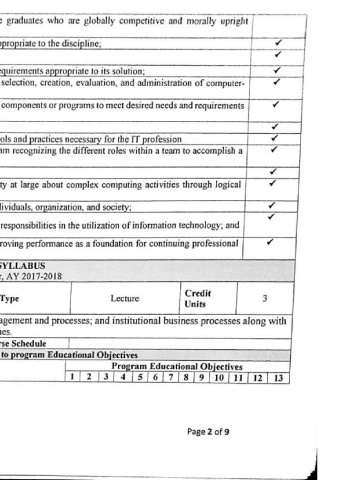 graduates who are globally competitive and morally upright
appropriate to the discipline; ✓
✓
equirements appropriate to its solution; ✓
selection, creation, evaluation, and administration of computer- ✓
components or programs to meet desired needs and requirements ✓
✓
ols and practices necessary for the IT profession ✓
am recognizing the different roles within a team to accomplish a ✓
✓
ty at large about complex computing activities through logical ✓
ividuals, organization, and society; ✓
✓
responsibilities in the utilization of information technology; and
roving performance as a foundation for continuing professional ✓
SYLLABUS
, AY 2017-2018
Type Lecture Credit Units 3
agement and processes; and institutional business processes along with
es.
rse Schedule
to program Educational Objectives
Program Educational Objectives
1 2 3 4 5 6 7 8 9 10 11 12 13
Page 2 of 9